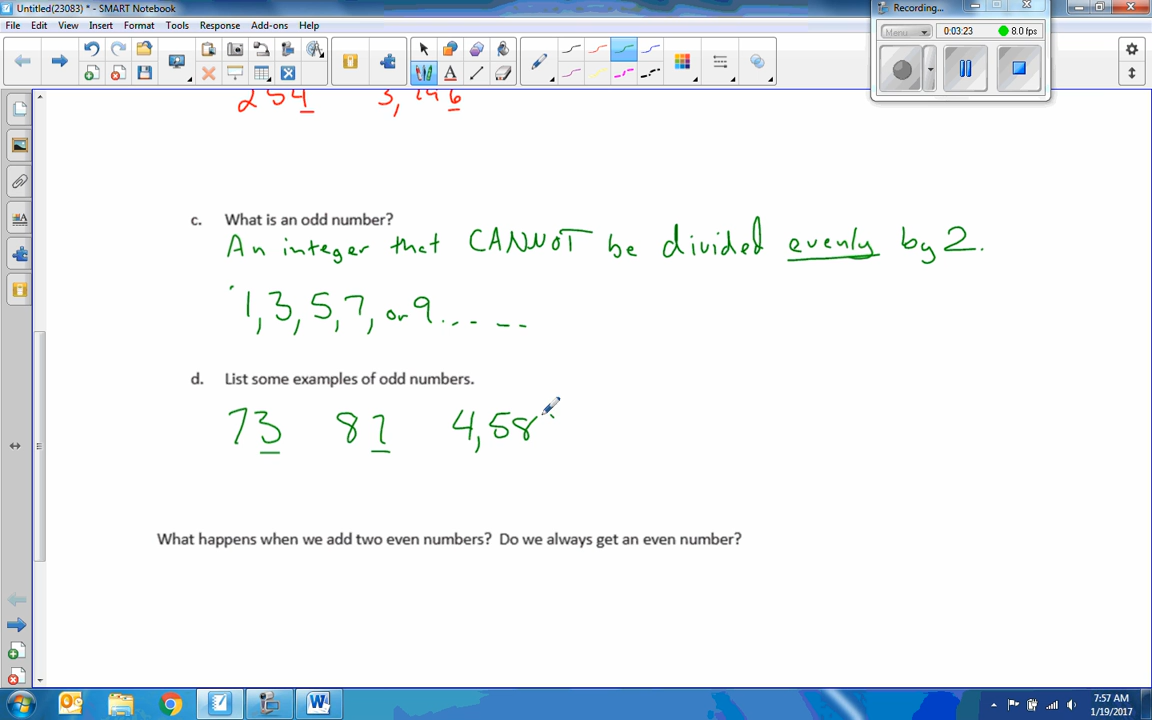 Untitled(23083) * - SMART Notebook
File Edit View Insert Format Tools Response Add-ons Help
Recording...
Menu 0:03:23 8.0 fps
254
c. What is an odd number?
An integer that CANNOT be divided evenly by 2.
1, 3, 5, 7, or 9.... -- --
d. List some examples of odd numbers.
73 87 4,58
What happens when we add two even numbers? Do we always get an even number?
7:57 AM
1/19/2017